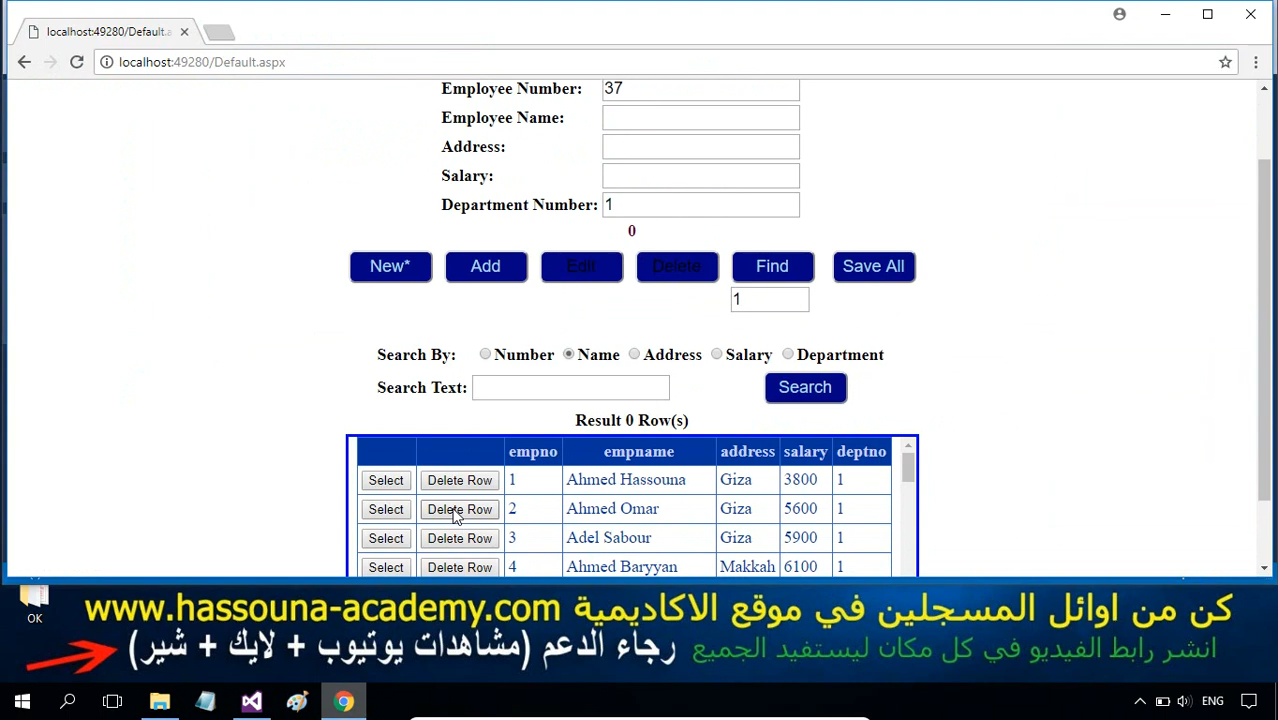 localhost:49280/Default.a
localhost:49280/Default.aspx
Employee Number: 37
Employee Name:
Address:
Salary:
Department Number: 1
0
New* Add Edit Delete Find Save All
1
Search By: Number Name Address Salary Department
Search Text: Search
Result 0 Row(s)
empno empname address salary deptno
Select Delete Row 1 Ahmed Hassouna Giza 3800 1
Select Delete Row 2 Ahmed Omar Giza 5600 1
Select Delete Row 3 Adel Sabour Giza 5900 1
Select Delete Row 4 Ahmed Baryyan Makkah 6100 1
كن من اوائل المسجلين في موقع الاكاديمية www.hassouna-academy.com
رجاء الدعم (مشاهدات يوتيوب + لايك + شير)
انشر رابط الفيديو في كل مكان ليستفيد الجميع
OK
ENG